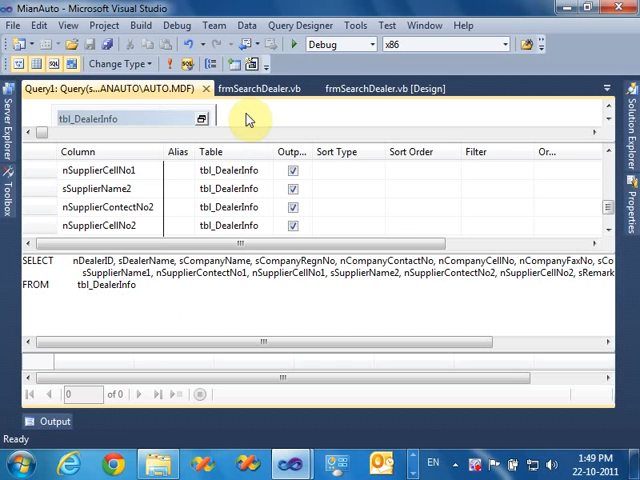 MianAuto - Microsoft Visual Studio
File Edit View Project Build Team Data Query Designer Tools Test Window Help
Debug x86
Change Type
Query1: Query(s...ANAUTO\AUTO.MDF) frmSearchDealer.vb frmSearchDealer.vb [Design]
Server Explorer
Toolbox
Solution Explorer
Properties
tbl_DealerInfo
Column Alias Table Outp... Sort Type Sort Order Filter Or...
nSupplierCellNo1 tbl_DealerInfo
sSupplierName2 tbl_DealerInfo
nSupplierContectNo2 tbl_DealerInfo
nSupplierCellNo2 tbl_DealerInfo
SELECT nDealerID, sDealerName, sCompanyName, sCompanyRegnNo, nCompanyContactNo, nCompanyCellNo, nCompanyFaxNo, sCo
sSupplierName1, nSupplierContectNo1, nSupplierCellNo1, sSupplierName2, nSupplierContectNo2, nSupplierCellNo2, sRemark
FROM tbl_DealerInfo
0 of 0
Output
Ready
EN 1:49 PM
22-10-2011